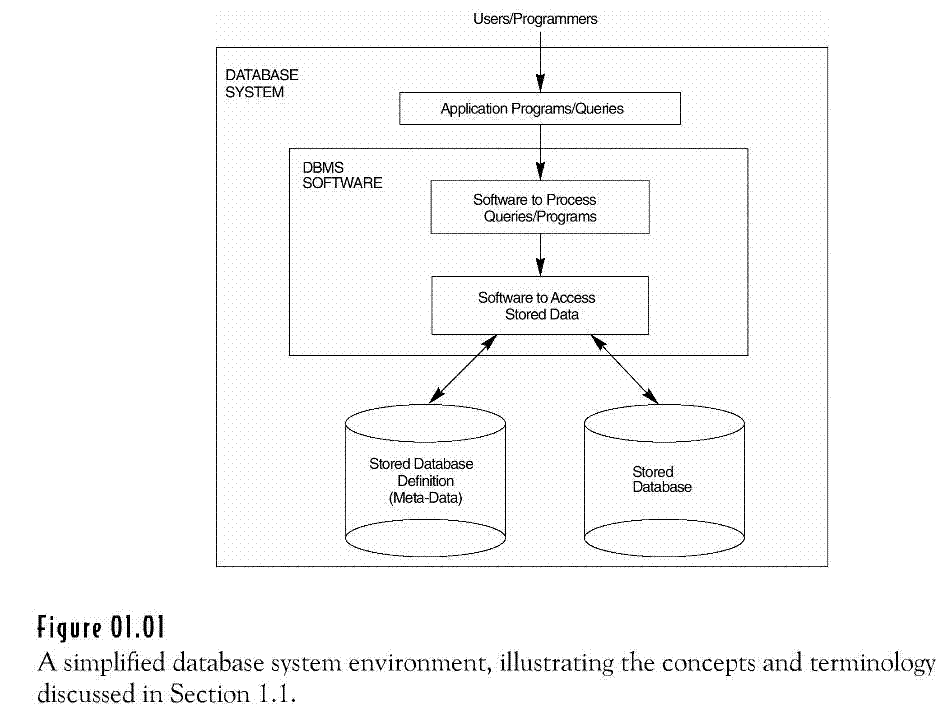 Users/Programmers
DATABASE
SYSTEM
Application Programs/Queries
DBMS
SOFTWARE
Software to Process
Queries/Programs
Software to Access
Stored Data
Stored Database
Definition
(Meta-Data)
Stored
Database
Figure 01.01
A simplified database system environment, illustrating the concepts and terminology
discussed in Section 1.1.